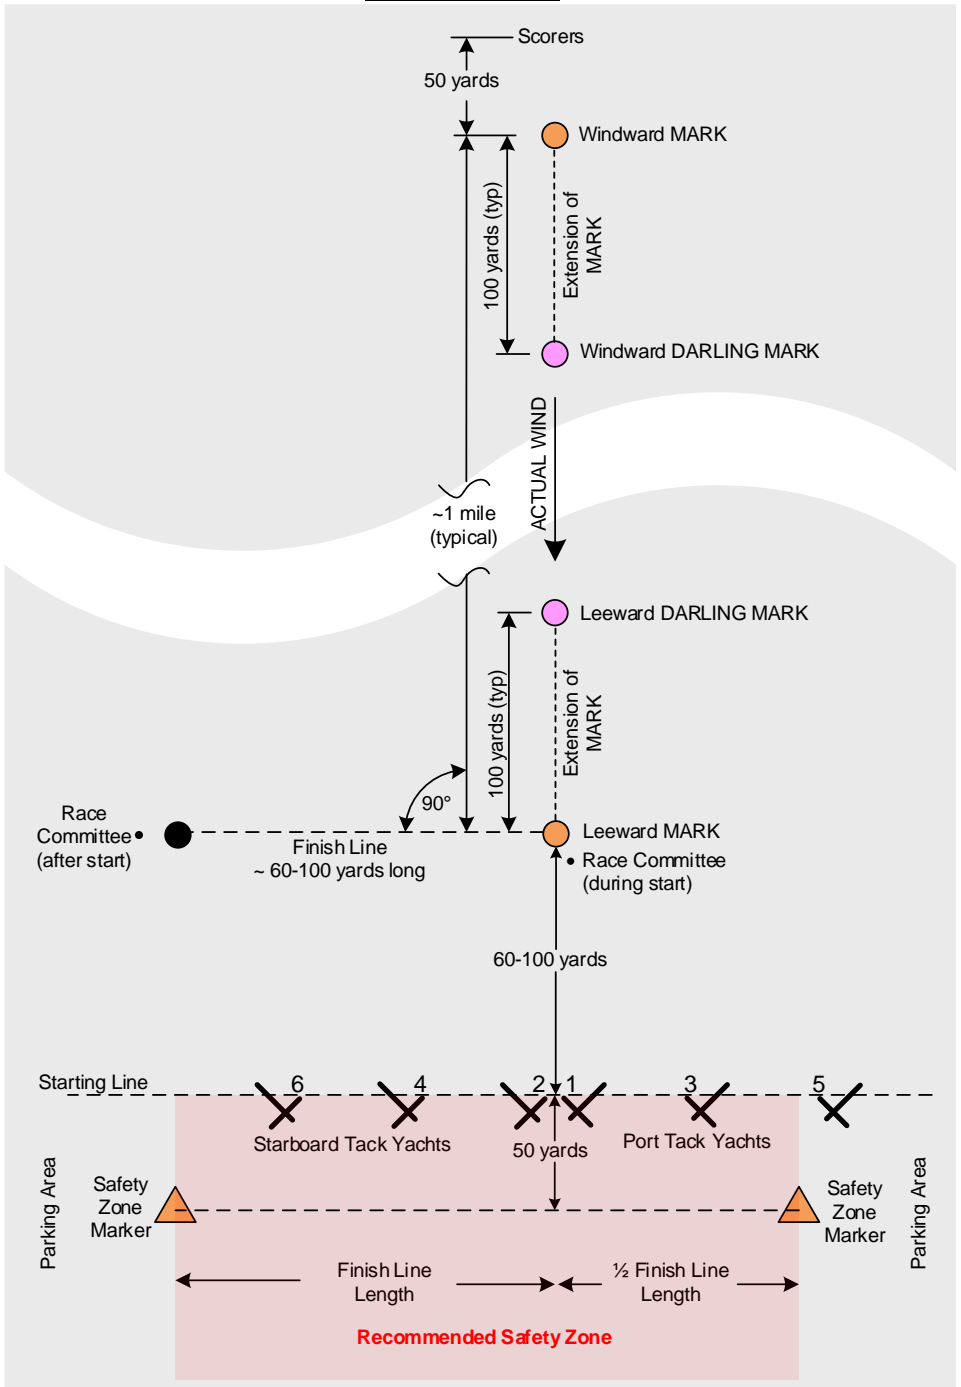 Scorers
50 yards
Windward MARK
100 yards (typ)
Extension of
MARK
Windward DARLING MARK
ACTUAL WIND
~1 mile
(typical)
Leeward DARLING MARK
100 yards (typ)
Extension of
MARK
90°
Race
Committee
(after start)
Leeward MARK
Finish Line
~ 60-100 yards long
Race Committee
(during start)
60-100 yards
Starting Line
6
4
2
1
3
5
Starboard Tack Yachts
50 yards
Port Tack Yachts
Parking Area
Safety
Zone
Marker
Safety
Zone
Marker
Parking Area
Finish Line
Length
½ Finish Line
Length
Recommended Safety Zone